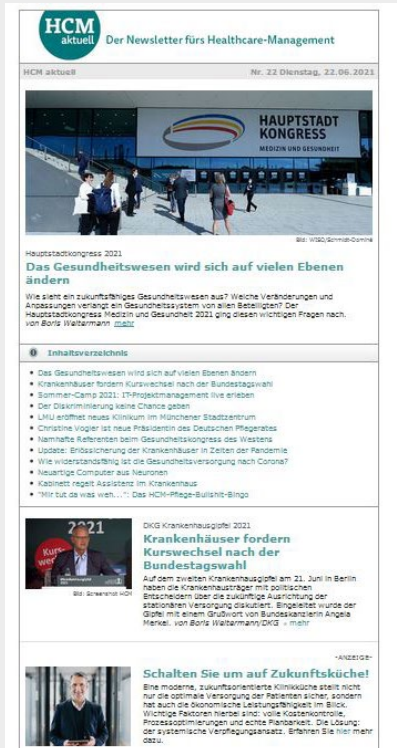 HCM
aktuell
Der Newsletter fürs Healthcare-Management
HCM aktuell
Nr. 22 Dienstag, 22.06.2021
HAUPTSTADT
KONGRESS
MEDIZIN UND GESUNDHEIT
Bild: WISO/Schmidt-Dominé
Hauptstadtkongress 2021
Das Gesundheitswesen wird sich auf vielen Ebenen
ändern
Wie sieht ein zukunftsfähiges Gesundheitswesen aus? Welche Veränderungen und
Anpassungen verlangt ein Gesundheitssystem von allen Beteiligten? Der
Hauptstadtkongress Medizin und Gesundheit 2021 ging diesen wichtigen Fragen nach.
von Boris Weltermann mehr
Inhaltsverzeichnis
• Das Gesundheitswesen wird sich auf vielen Ebenen ändern
• Krankenhäuser fordern Kurswechsel nach der Bundestagswahl
• Sommer-Camp 2021: IT-Projektmanagement live erleben
• Der Diskriminierung keine Chance geben
• LMU eröffnet neues Klinikum im Münchener Stadtzentrum
• Christine Vogler ist neue Präsidentin des Deutschen Pflegerates
• Namhafte Referenten beim Gesundheitskongress des Westens
• Update: Erlössicherung der Krankenhäuser in Zeiten der Pandemie
• Wie widerstandsfähig ist die Gesundheitsversorgung nach Corona?
• Neuartige Computer aus Neuronen
• Kabinett regelt Assistenz im Krankenhaus
• "Mir tut da was weh...": Das HCM-Pflege-Bullshit-Bingo
2021
Kurs-
Bild: Screenshot HCM
DKG Krankenhausgipfel 2021
Krankenhäuser fordern
Kurswechsel nach der
Bundestagswahl
Auf dem zweiten Krankenhausgipfel am 21. Juni in Berlin
haben die Krankenhausträger mit politischen
Entscheidern über die zukünftige Ausrichtung der
stationären Versorgung diskutiert. Eingeleitet wurde der
Gipfel mit einem Grußwort von Bundeskanzlerin Angela
Merkel. von Boris Weltermann/DKG » mehr
-ANZEIGE-
Schalten Sie um auf Zukunftsküche!
Eine moderne, zukunftsorientierte Klinikküche stellt nicht
nur die optimale Versorgung der Patienten sicher, sondern
hat auch die ökonomische Leistungsfähigkeit im Blick.
Wichtige Faktoren hierbei sind: volle Kostenkontrolle,
Prozessoptimierungen und echte Planbarkeit. Die Lösung:
der systemische Verpflegungsansatz. Erfahren Sie hier mehr
dazu.